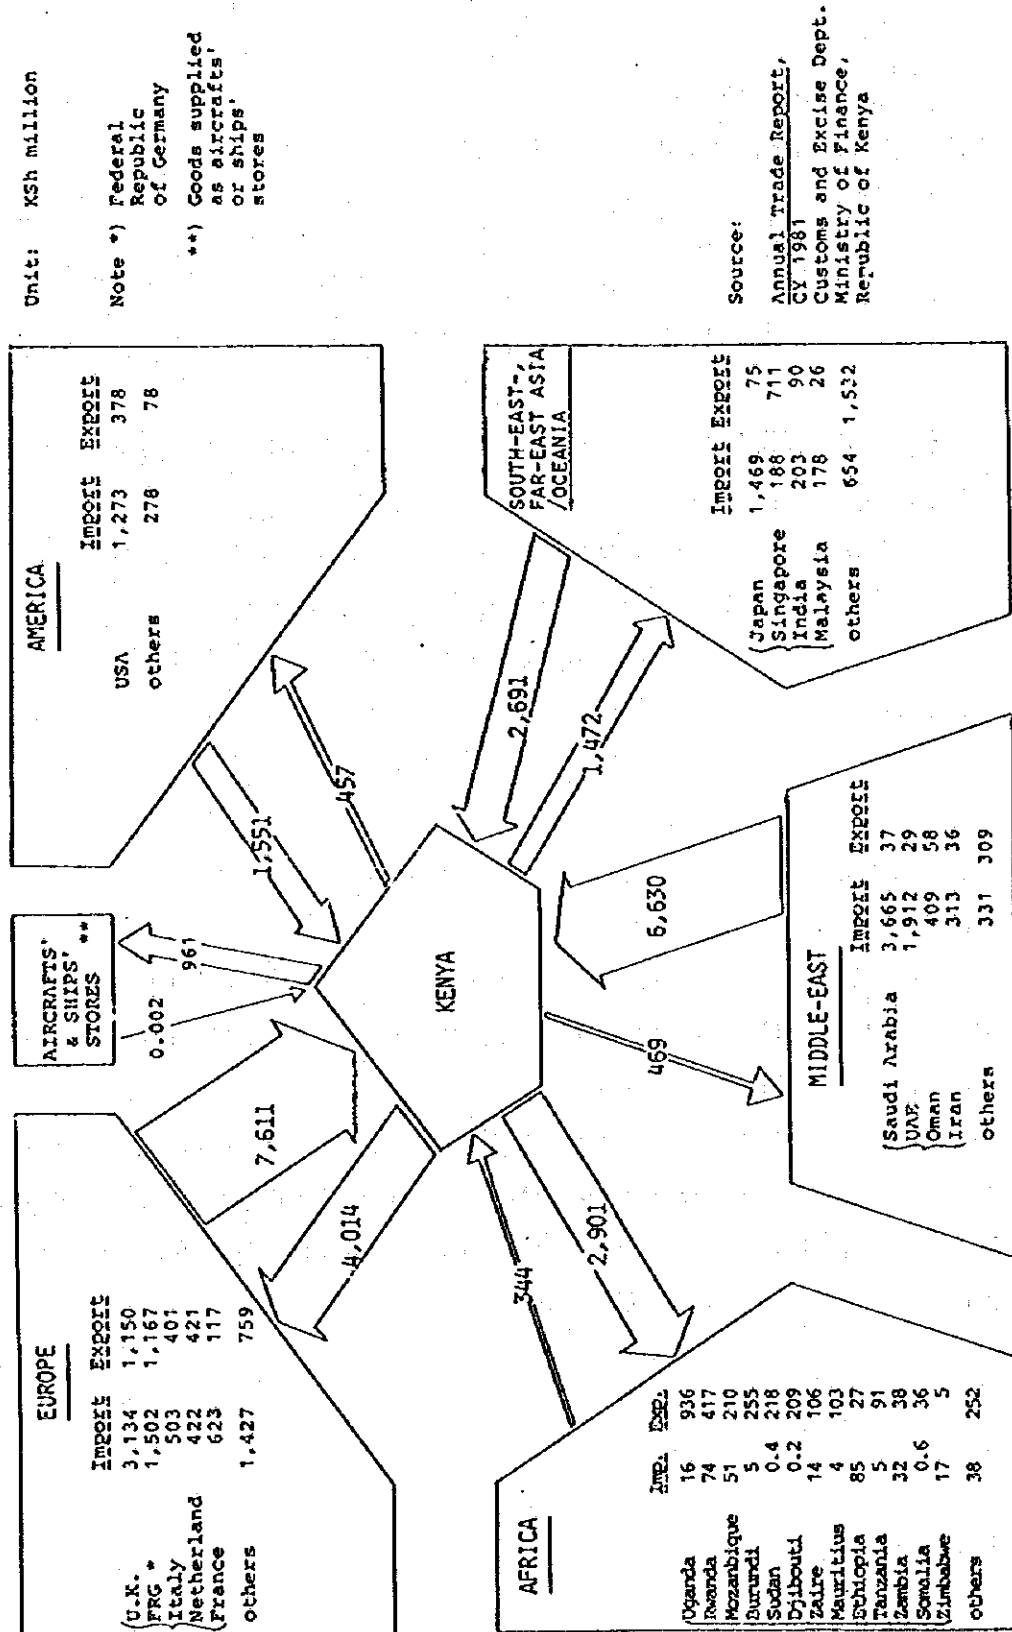 Unit: KSh million
Note *) Federal
Republic
of Germany
**) Goods supplied
as aircrafts'
or ships'
stores
EUROPE
Import Export
U.K. 3,134 1,150
FRG * 1,502 1,167
Italy 503 401
Netherland 422 421
France 623 117
others 1,427 759
AIRCRAFTS'
& SHIPS'
STORES **
AMERICA
Import Export
USA 1,273 378
others 278 78
7,611
4,014
0.002
961
1,551
457
KENYA
344
2,901
469
6,630
2,691
1,472
AFRICA
Imp. Exp.
Uganda 16 936
Rwanda 74 417
Mozanbique 51 210
Burundi 5 255
Sudan 0.4 218
Djibouti 0.2 209
Zaire 14 106
Mauritius 4 103
Ethiopia 85 27
Tanzania 5 91
Zambia 32 38
Somalia 0.6 36
Zimbabwe 17 5
others 38 252
MIDDLE-EAST
Import Export
Saudi Arabia 3,665 37
UAE 1,912 29
Oman 409 58
Iran 313 36
others 331 309
SOUTH-EAST-,
FAR-EAST ASIA
/OCEANIA
Import Export
Japan 1,469 75
Singapore 188 711
India 203 90
Malaysia 178 26
others 654 1,532
Source:
Annual Trade Report,
CY 1981
Customs and Excise Dept.
Ministry of Finance,
Republic of Kenya